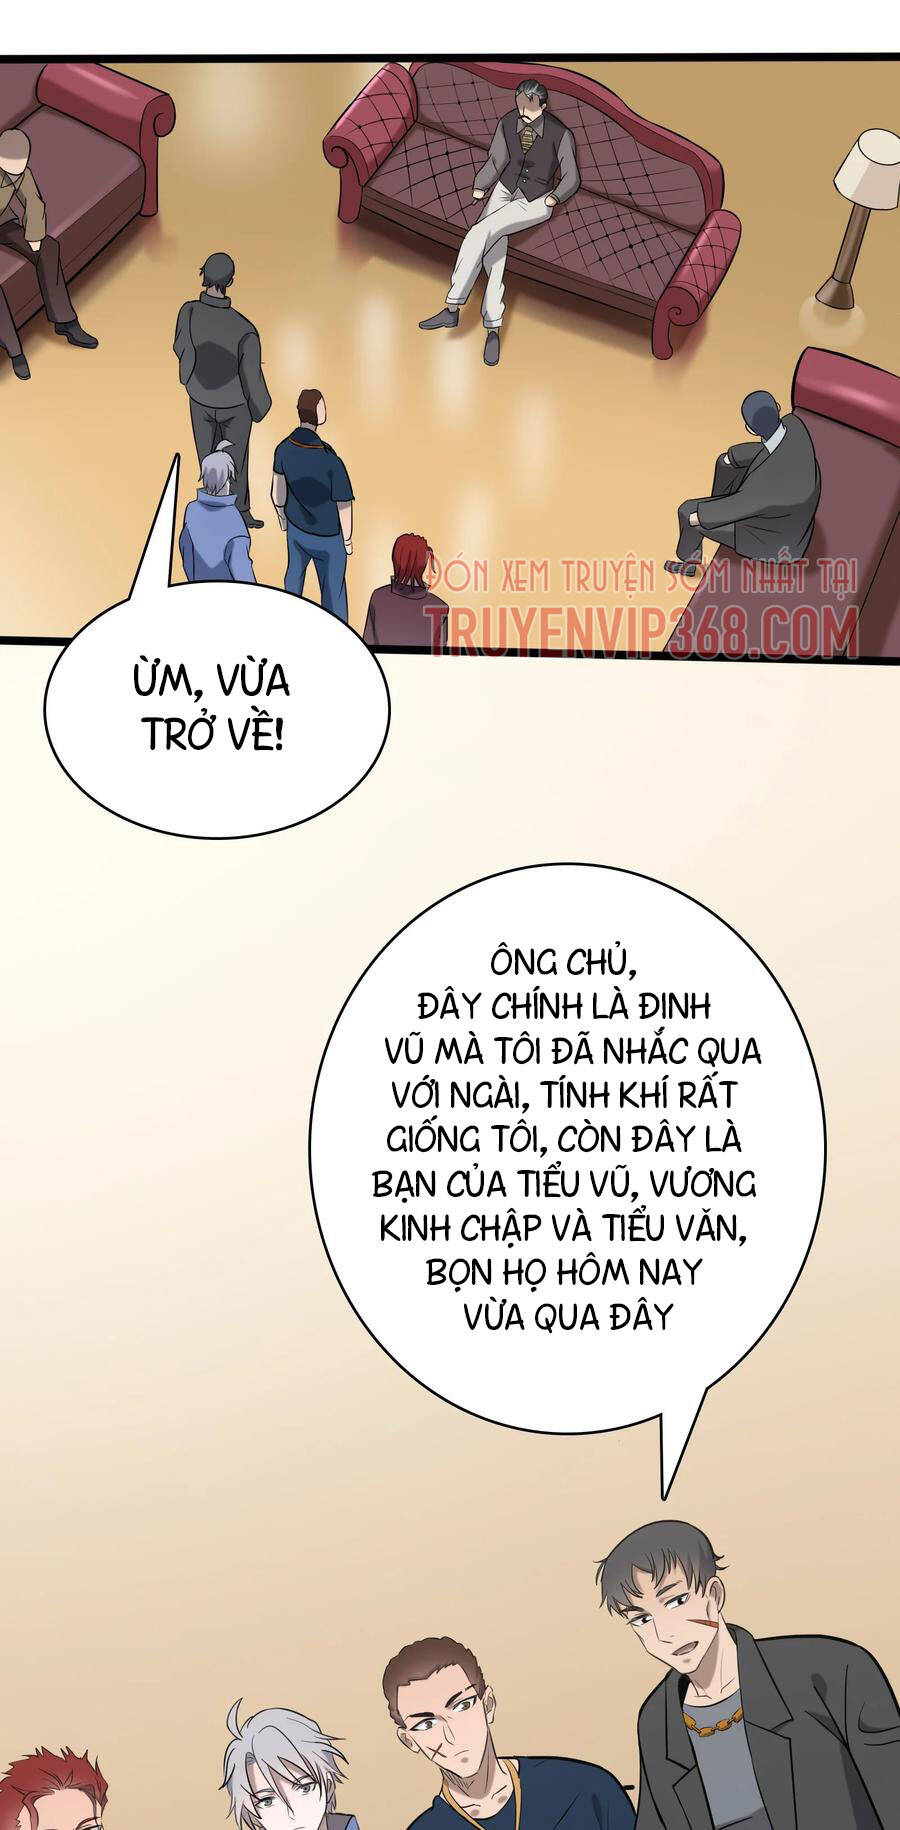 ĐÓN XEM TRUYỆN SỚM NHẤT TẠI
TRUYENVIP368.COM
ỪM, VỪA
TRỞ VỀ!
ÔNG CHỦ,
ĐÂY CHÍNH LÀ ĐINH
VŨ MÀ TÔI ĐÃ NHẮC QUA
VỚI NGÀI, TÍNH KHÍ RẤT
GIỐNG TÔI, CÒN ĐÂY LÀ
BẠN CỦA TIỂU VŨ, VƯƠNG
KINH CHẬP VÀ TIỂU VĂN,
BỌN HỌ HÔM NAY
VỪA QUA ĐÂY